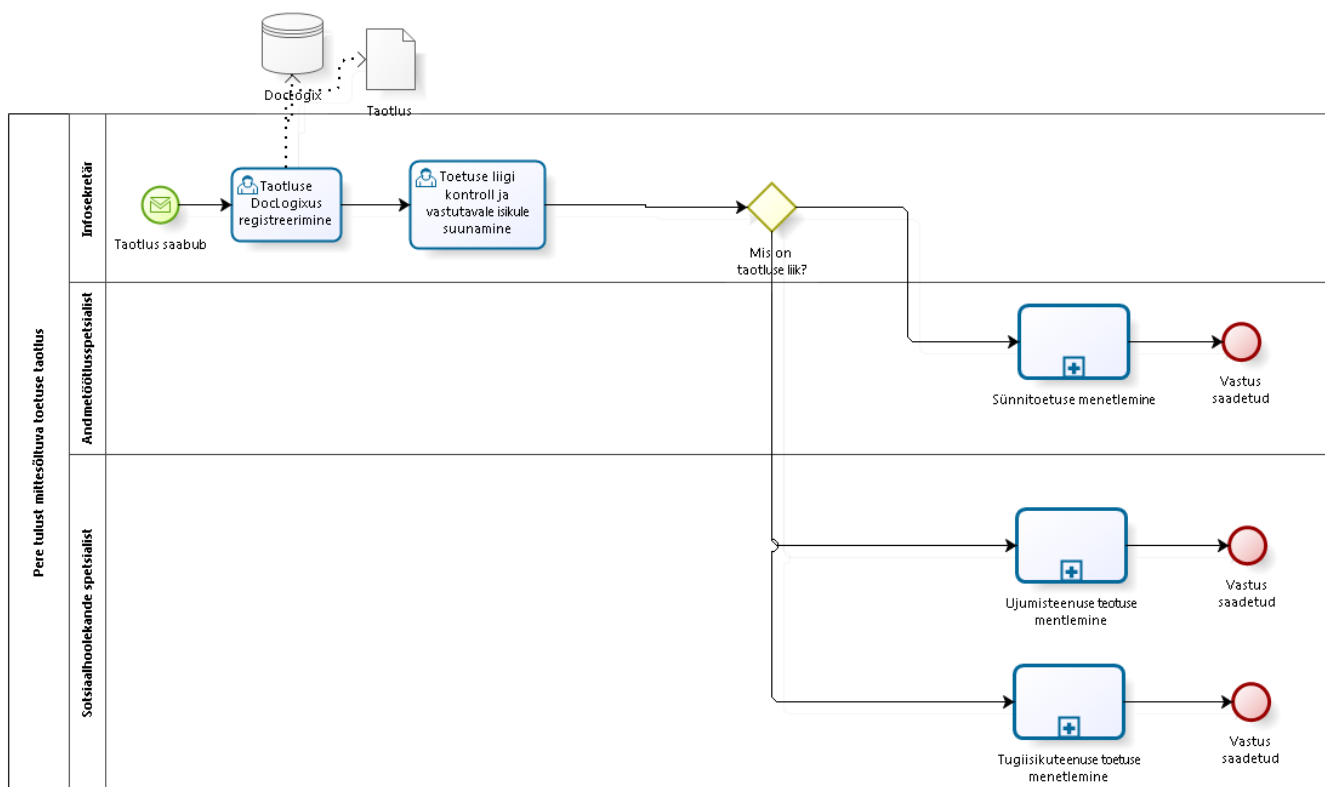 DocLogix
Taotlus
Pere tulust mittesõltuva toetuse taotlus
Infosekretär
Taotlus saabub
Taotluse
DocLogixus
registreerimine
Toetuse liigi
kontroll ja
vastutavale isikule
suunamine
Mis on
taotluse liik?
Andmetöötlusspetsialist
Sünnitoetuse menetlemine
Vastus
saadetud
Sotsiaalhoolekande spetsialist
Ujumisteenuse teotuse
mentlemine
Vastus
saadetud
Tugiisikuteenuse toetuse
menetlemine
Vastus
saadetud